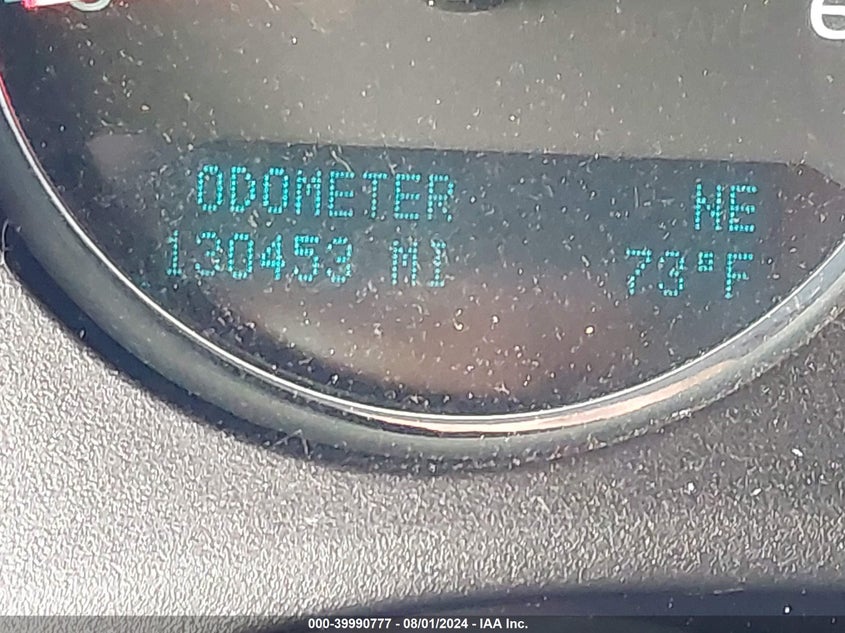 ODOMETER NE
130453 MI 73°F
000-39990777 - 08/01/2024 - IAA Inc.